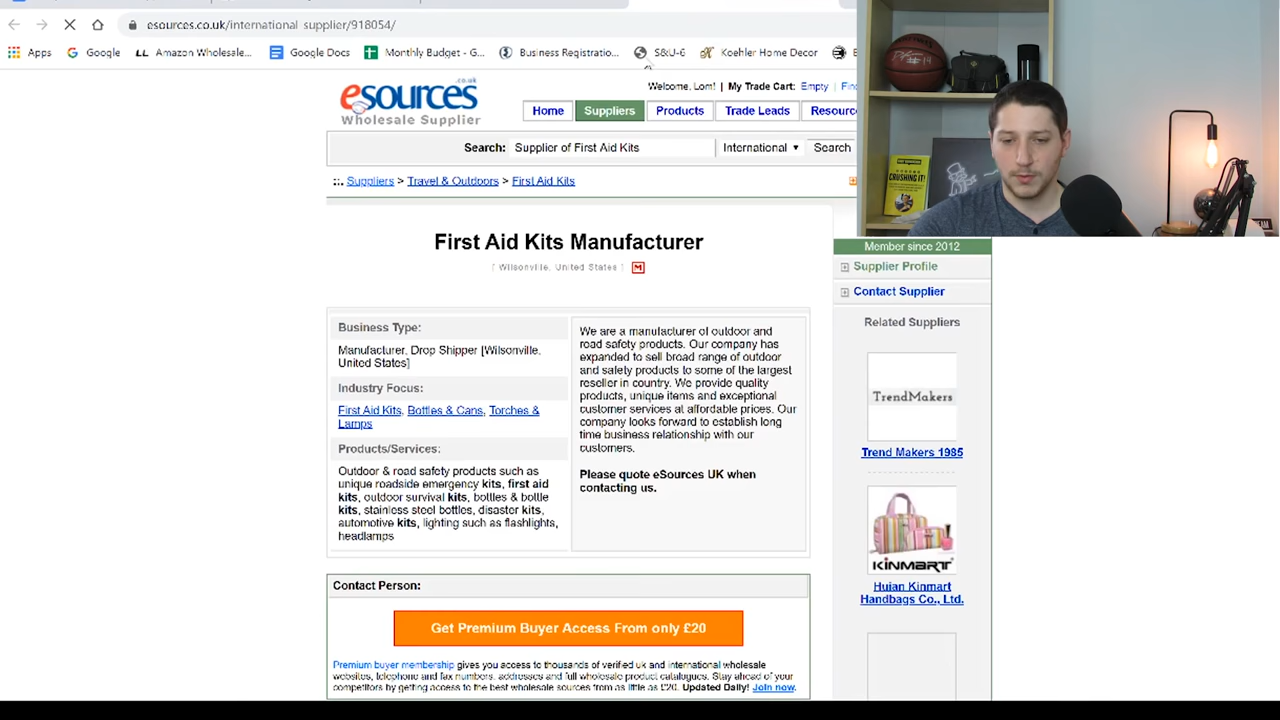 esources.co.uk/international-supplier/918054/
Apps Google LL Amazon Wholesale... Google Docs Monthly Budget - G... Business Registratio... S&U-6 Koehler Home Decor
esources .co.uk
Wholesale Supplier
Welcome, Lom! | My Trade Cart: Empty |
Home Suppliers Products Trade Leads Resourc
Search: Supplier of First Aid Kits International ▼ Search
::. Suppliers > Travel & Outdoors > First Aid Kits
CRUSHING IT!
First Aid Kits Manufacturer
[ Wilsonville, United States ] M
Member since 2012
Supplier Profile
Contact Supplier
Related Suppliers
TrendMakers
Trend Makers 1985
KINMART
Huian Kinmart
Handbags Co., Ltd.
Business Type:
Manufacturer, Drop Shipper [Wilsonville,
United States]
Industry Focus:
First Aid Kits, Bottles & Cans, Torches &
Lamps
Products/Services:
Outdoor & road safety products such as
unique roadside emergency kits, first aid
kits, outdoor survival kits, bottles & bottle
kits, stainless steel bottles, disaster kits,
automotive kits, lighting such as flashlights,
headlamps
We are a manufacturer of outdoor and
road safety products. Our company has
expanded to sell broad range of outdoor
and safety products to some of the largest
reseller in country. We provide quality
products, unique items and exceptional
customer services at affordable prices. Our
company looks forward to establish long
time business relationship with our
customers.
Please quote eSources UK when
contacting us.
Contact Person:
Get Premium Buyer Access From only £20
Premium buyer membership gives you access to thousands of verified uk and international wholesale
websites, telephone and fax numbers, addresses and full wholesale product catalogues. Stay ahead of your
competitors by getting access to the best wholesale sources from as little as £20. Updated Daily! Join now.